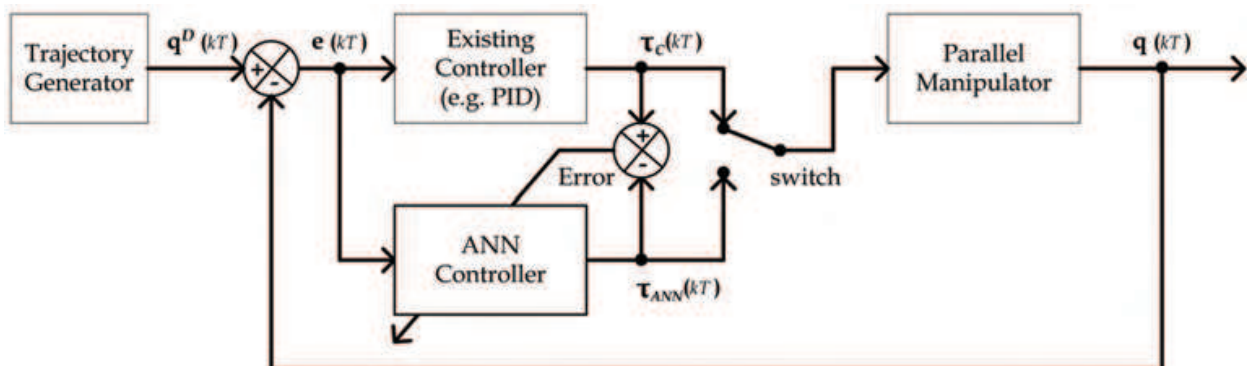 Trajectory
Generator
q^D (kT)
+
-
e (kT)
Existing
Controller
(e.g. PID)
τ_C(kT)
+
-
Error
switch
Parallel
Manipulator
q (kT)
ANN
Controller
τ_ANN(kT)